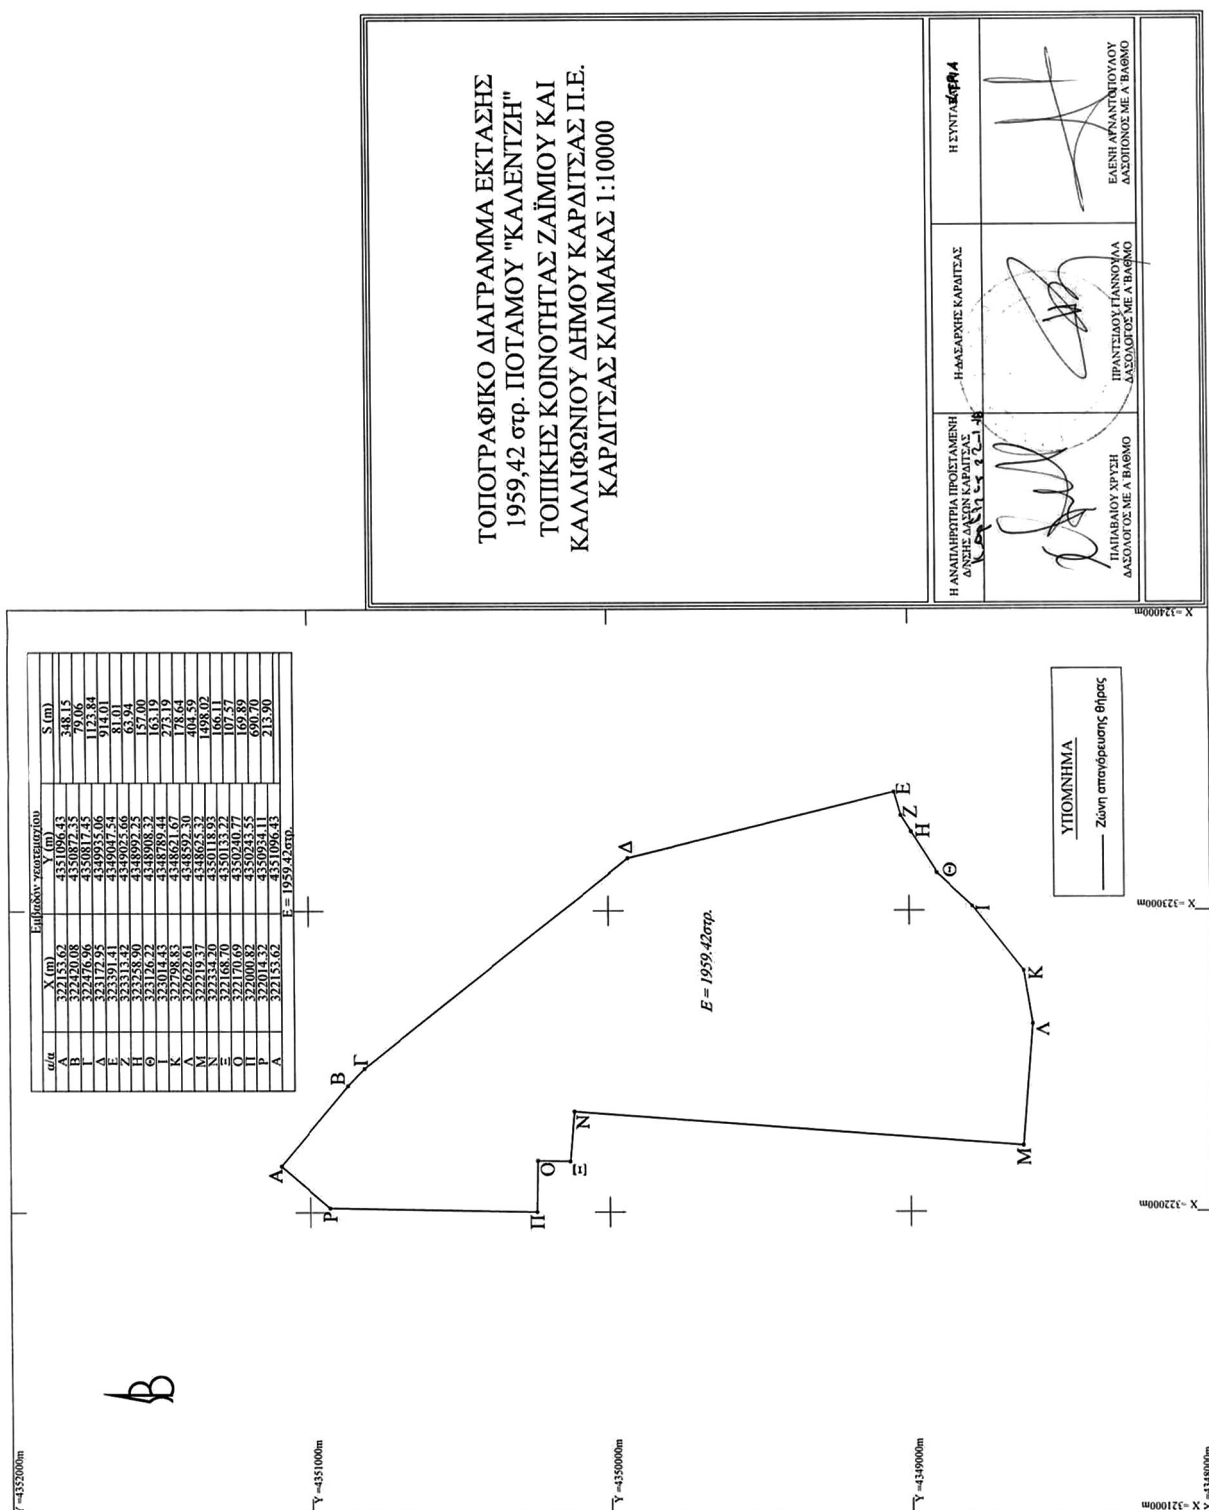 ΤΟΠΟΓΡΑΦΙΚΟ ΔΙΑΓΡΑΜΜΑ ΕΚΤΑΣΗΣ
1959,42 στρ. ΠΟΤΑΜΟΥ "ΚΑΛΕΝΤΖΗ"
ΤΟΠΙΚΗΣ ΚΟΙΝΟΤΗΤΑΣ ΖΑΪΜΙΟΥ ΚΑΙ
ΚΑΛΛΙΦΩΝΙΟΥ ΔΗΜΟΥ ΚΑΡΔΙΤΣΑΣ Π.Ε.
ΚΑΡΔΙΤΣΑΣ ΚΛΙΜΑΚΑΣ 1:10000
Η ΑΝΑΠΛΗΡΩΤΡΙΑ ΠΡΟΪΣΤΑΜΕΝΗ
Δ/ΝΣΗΣ ΔΑΣΩΝ ΚΑΡΔΙΤΣΑΣ
ΠΑΠΑΒΑΙΟΥ ΧΡΥΣΗ
ΔΑΣΟΛΟΓΟΣ ΜΕ Α΄ΒΑΘΜΟ
Η ΔΑΣΑΡΧΗΣ ΚΑΡΔΙΤΣΑΣ
ΠΡΑΝΤΣΙΔΟΥ ΓΙΑΝΝΟΥΛΑ
ΔΑΣΟΛΟΓΟΣ ΜΕ Α΄ΒΑΘΜΟ
ΕΛΕΝΗ ΑΡΝΑΝΤΟΠΟΥΛΟΥ
ΔΑΣΟΠΟΝΟΣ ΜΕ Α΄ΒΑΘΜΟ
Εμβαδόν γεωτεμαχίου
α/α X (m) Y (m) S (m)
Α 322153.62 4351096.43 348.15
Β 322420.08 4350872.35 79.06
Γ 322476.96 4350817.45 1123.84
Δ 323172.95 4349935.06 914.01
Ε 323391.41 4349047.54 81.01
Ζ 323313.42 4349025.66 63.94
Η 323258.90 4348992.25 157.00
Θ 323126.22 4348908.32 163.19
Ι 323014.43 4348789.44 273.19
Κ 322798.83 4348621.67 178.64
Λ 322622.61 4348592.30 404.59
Μ 322219.37 4348625.32 1498.02
Ν 322334.20 4350118.93 166.11
Ξ 322168.70 4350133.22 107.57
Ο 322170.69 4350240.77 169.89
Π 322000.82 4350243.55 690.70
Ρ 322014.32 4350934.11 213.90
Α 322153.62 4351096.43
Ε = 1959.42στρ.
Β
Α
Β
Γ
Δ
Ε
Ζ
Η
Θ
Ι
Κ
Λ
Μ
Ν
Ξ
Ο
Π
Ρ
E = 1959.42στρ.
ΥΠΟΜΝΗΜΑ
Ζώνη απαγόρευσης θήρας
Y =4352000m
Y =4351000m
Y =4350000m
Y =4349000m
Y =4348000m
X =321000m
X =322000m
X =323000m
X =324000m